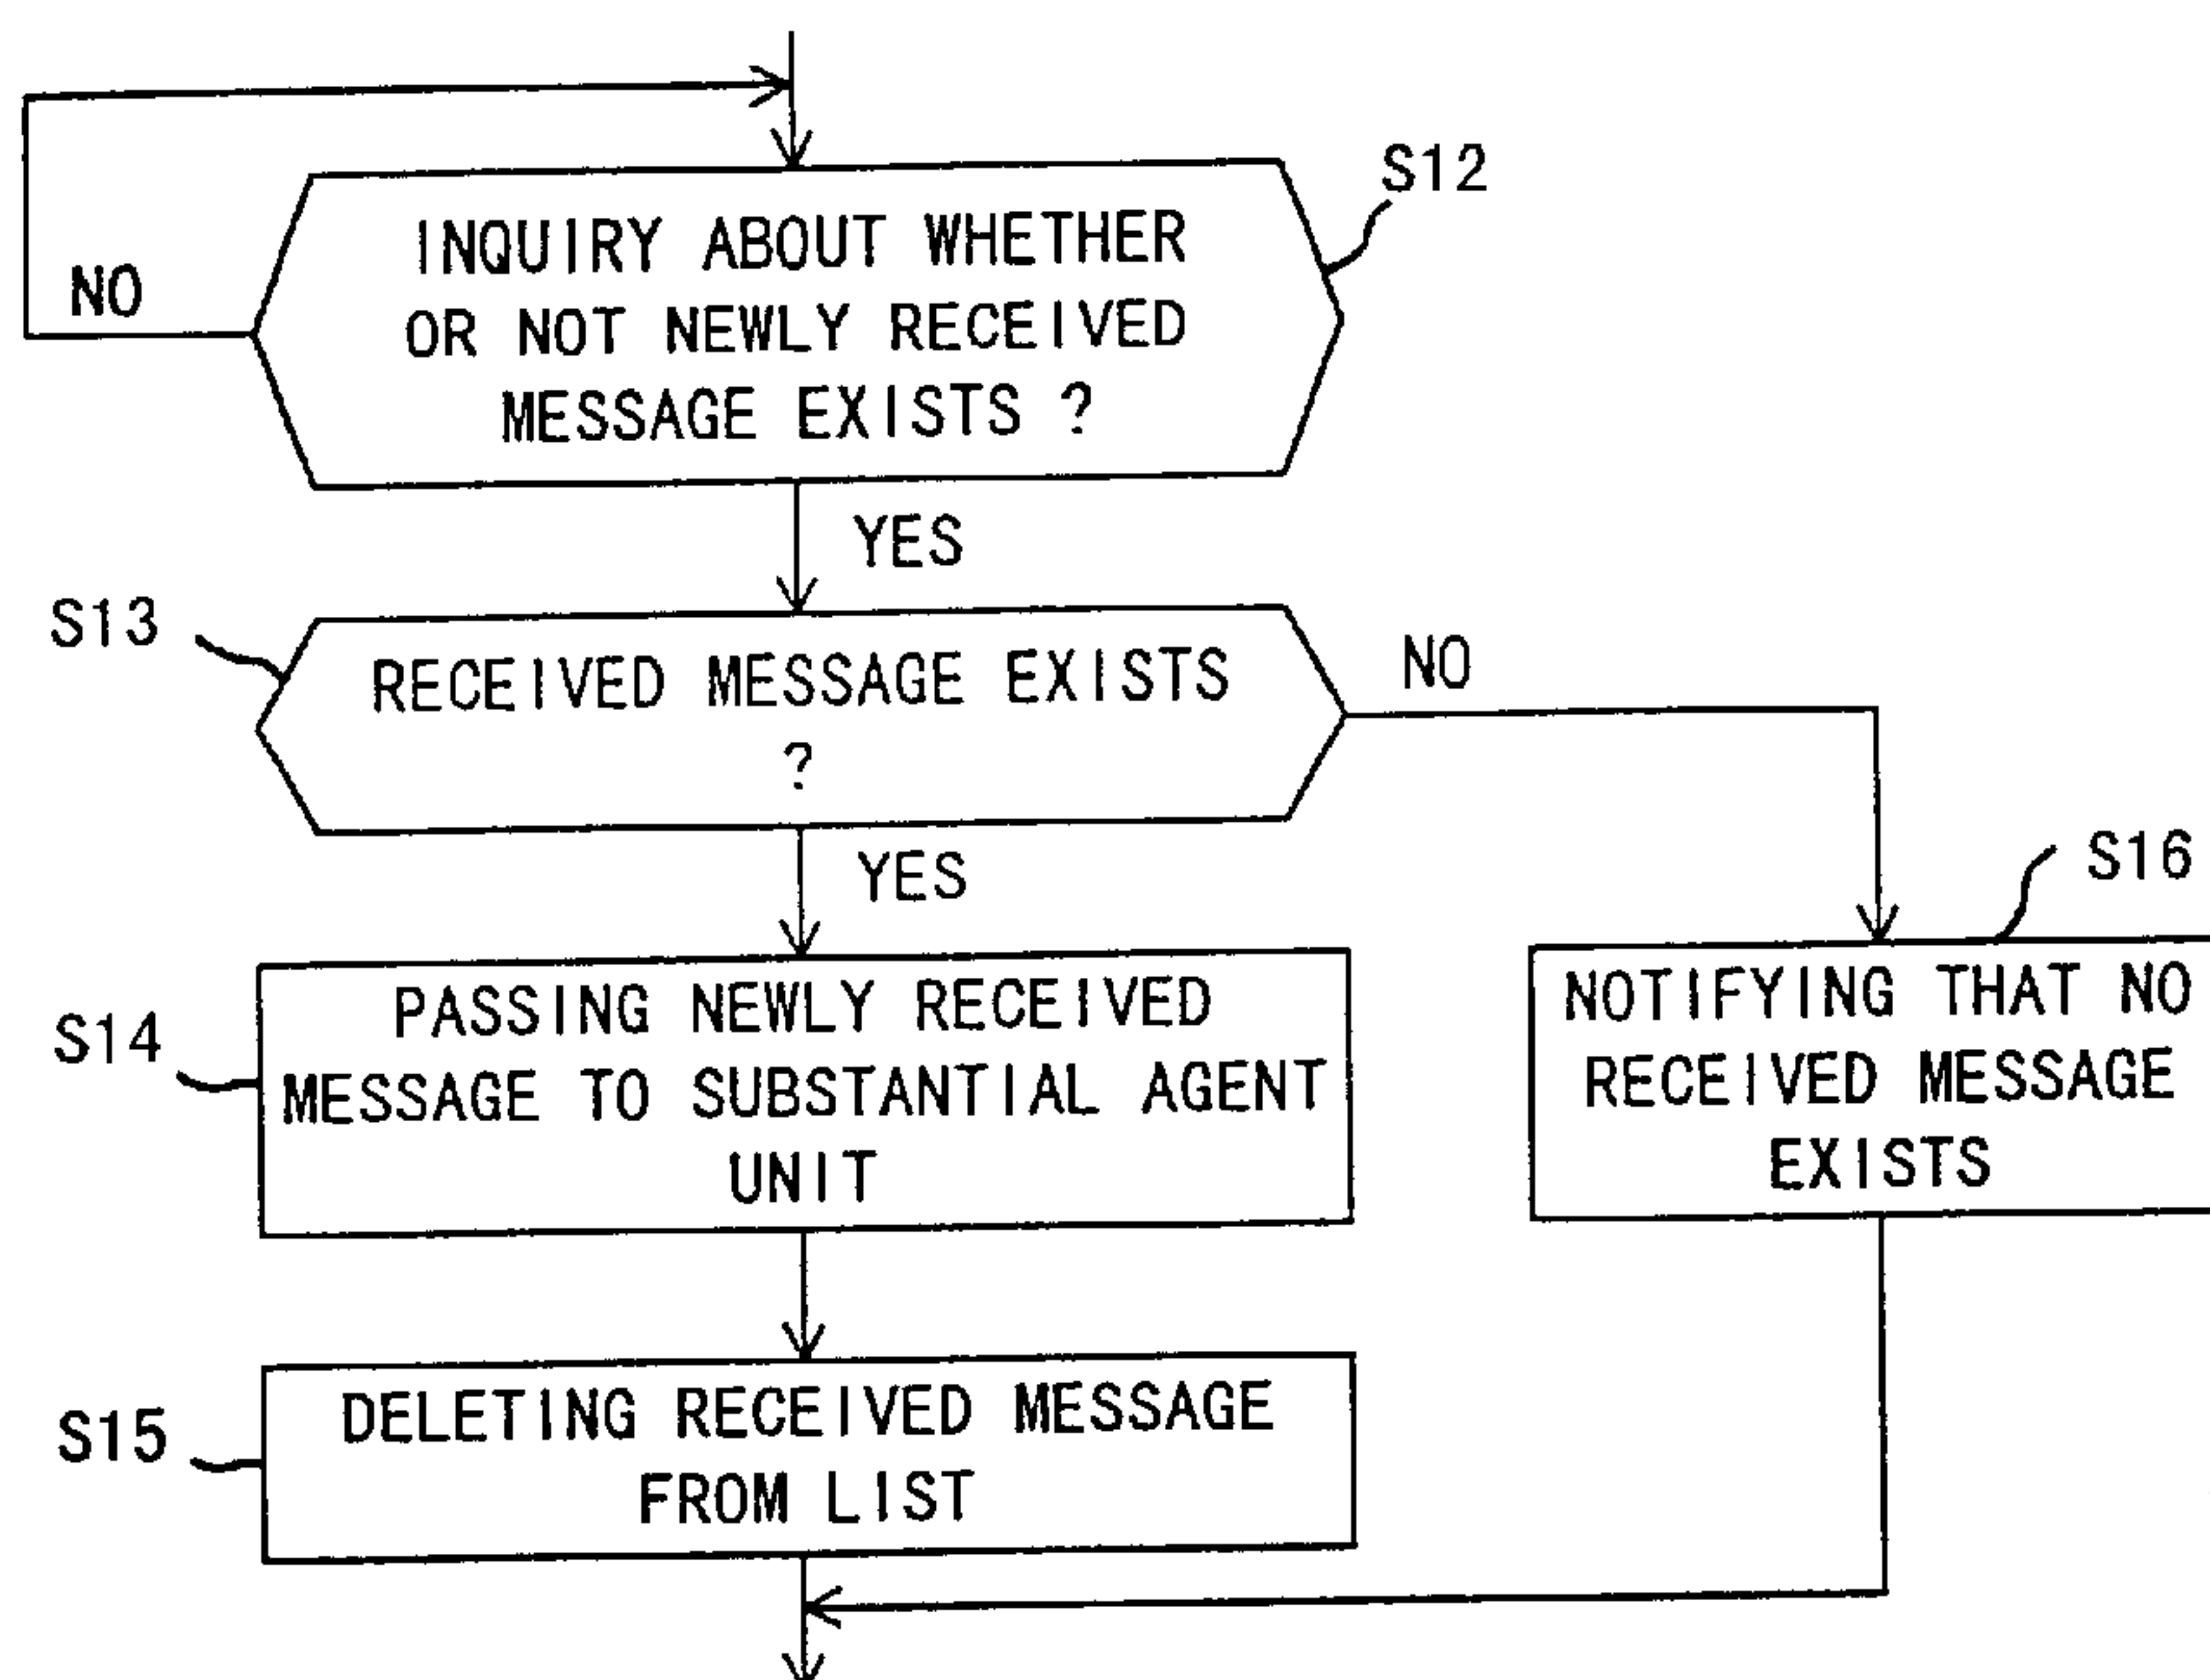 S12
INQUIRY ABOUT WHETHER
OR NOT NEWLY RECEIVED
MESSAGE EXISTS ?
NO
YES
S13
RECEIVED MESSAGE EXISTS
?
NO
YES
S16
S14
PASSING NEWLY RECEIVED
MESSAGE TO SUBSTANTIAL AGENT
UNIT
NOTIFYING THAT NO
RECEIVED MESSAGE
EXISTS
S15
DELETING RECEIVED MESSAGE
FROM LIST